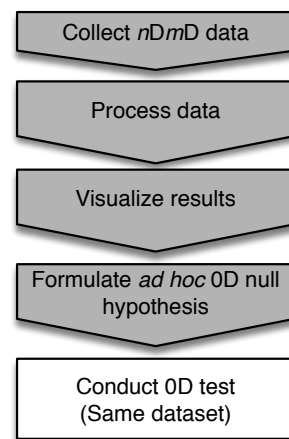 Collect nDmD data
Process data
Visualize results
Formulate ad hoc 0D null
hypothesis
Conduct 0D test
(Same dataset)